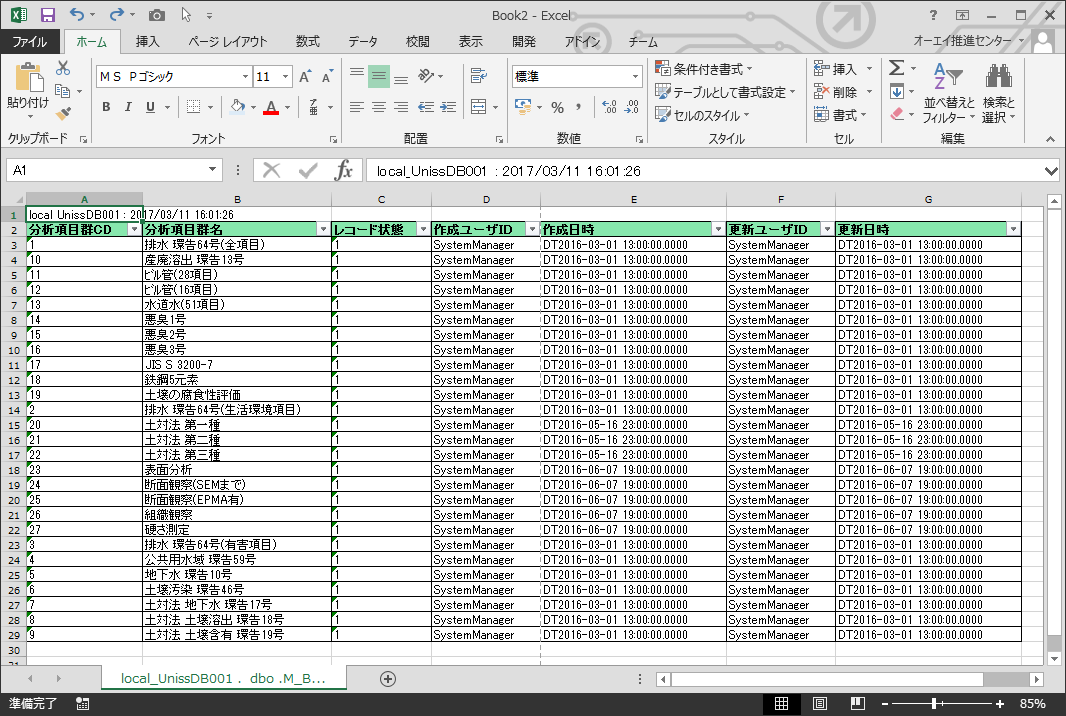 Book2 - Excel
?
ファイル ホーム 挿入 ページ レイアウト 数式 データ 校閲 表示 開発 アドイン チーム オーエイ推進センター
貼り付け
クリップボード
ＭＳ Ｐゴシック 11
B I U
フォント
配置
標準
% ,
数値
条件付き書式
テーブルとして書式設定
セルのスタイル
スタイル
挿入
削除
書式
セル
並べ替えと
フィルター
検索と
選択
編集
A1 fx local_UnissDB001 : 2017/03/11 16:01:26
A B C D E F G
1 local UnissDB001 : 2017/03/11 16:01:26
2 分析項目群CD 分析項目群名 レコード状態 作成ユーザID 作成日時 更新ユーザID 更新日時
3 1 排水 環告64号(全項目) 1 SystemManager DT2016-03-01 13:00:00.0000 SystemManager DT2016-03-01 13:00:00.0000
4 10 産廃溶出 環告13号 1 SystemManager DT2016-03-01 13:00:00.0000 SystemManager DT2016-03-01 13:00:00.0000
5 11 ビル管(28項目) 1 SystemManager DT2016-03-01 13:00:00.0000 SystemManager DT2016-03-01 13:00:00.0000
6 12 ビル管(16項目) 1 SystemManager DT2016-03-01 13:00:00.0000 SystemManager DT2016-03-01 13:00:00.0000
7 13 水道水(51項目) 1 SystemManager DT2016-03-01 13:00:00.0000 SystemManager DT2016-03-01 13:00:00.0000
8 14 悪臭1号 1 SystemManager DT2016-03-01 13:00:00.0000 SystemManager DT2016-03-01 13:00:00.0000
9 15 悪臭2号 1 SystemManager DT2016-03-01 13:00:00.0000 SystemManager DT2016-03-01 13:00:00.0000
10 16 悪臭3号 1 SystemManager DT2016-03-01 13:00:00.0000 SystemManager DT2016-03-01 13:00:00.0000
11 17 JIS S 3200-7 1 SystemManager DT2016-03-01 13:00:00.0000 SystemManager DT2016-03-01 13:00:00.0000
12 18 鉄鋼5元素 1 SystemManager DT2016-03-01 13:00:00.0000 SystemManager DT2016-03-01 13:00:00.0000
13 19 土壌の腐食性評価 1 SystemManager DT2016-03-01 13:00:00.0000 SystemManager DT2016-03-01 13:00:00.0000
14 2 排水 環告64号(生活環境項目) 1 SystemManager DT2016-03-01 13:00:00.0000 SystemManager DT2016-03-01 13:00:00.0000
15 20 土対法 第一種 1 SystemManager DT2016-05-16 23:00:00.0000 SystemManager DT2016-05-16 23:00:00.0000
16 21 土対法 第二種 1 SystemManager DT2016-05-16 23:00:00.0000 SystemManager DT2016-05-16 23:00:00.0000
17 22 土対法 第三種 1 SystemManager DT2016-05-16 23:00:00.0000 SystemManager DT2016-05-16 23:00:00.0000
18 23 表面分析 1 SystemManager DT2016-06-07 19:00:00.0000 SystemManager DT2016-06-07 19:00:00.0000
19 24 断面観察(SEMまで) 1 SystemManager DT2016-06-07 19:00:00.0000 SystemManager DT2016-06-07 19:00:00.0000
20 25 断面観察(EPMA有) 1 SystemManager DT2016-06-07 19:00:00.0000 SystemManager DT2016-06-07 19:00:00.0000
21 26 組織観察 1 SystemManager DT2016-06-07 19:00:00.0000 SystemManager DT2016-06-07 19:00:00.0000
22 27 硬さ測定 1 SystemManager DT2016-06-07 19:00:00.0000 SystemManager DT2016-06-07 19:00:00.0000
23 3 排水 環告64号(有害項目) 1 SystemManager DT2016-03-01 13:00:00.0000 SystemManager DT2016-03-01 13:00:00.0000
24 4 公共用水域 環告59号 1 SystemManager DT2016-03-01 13:00:00.0000 SystemManager DT2016-03-01 13:00:00.0000
25 5 地下水 環告10号 1 SystemManager DT2016-03-01 13:00:00.0000 SystemManager DT2016-03-01 13:00:00.0000
26 6 土壌汚染 環告46号 1 SystemManager DT2016-03-01 13:00:00.0000 SystemManager DT2016-03-01 13:00:00.0000
27 7 土対法 地下水 環告17号 1 SystemManager DT2016-03-01 13:00:00.0000 SystemManager DT2016-03-01 13:00:00.0000
28 8 土対法 土壌溶出 環告18号 1 SystemManager DT2016-03-01 13:00:00.0000 SystemManager DT2016-03-01 13:00:00.0000
29 9 土対法 土壌含有 環告19号 1 SystemManager DT2016-03-01 13:00:00.0000 SystemManager DT2016-03-01 13:00:00.0000
30
31
local_UnissDB001 . dbo .M_B...
準備完了 85%